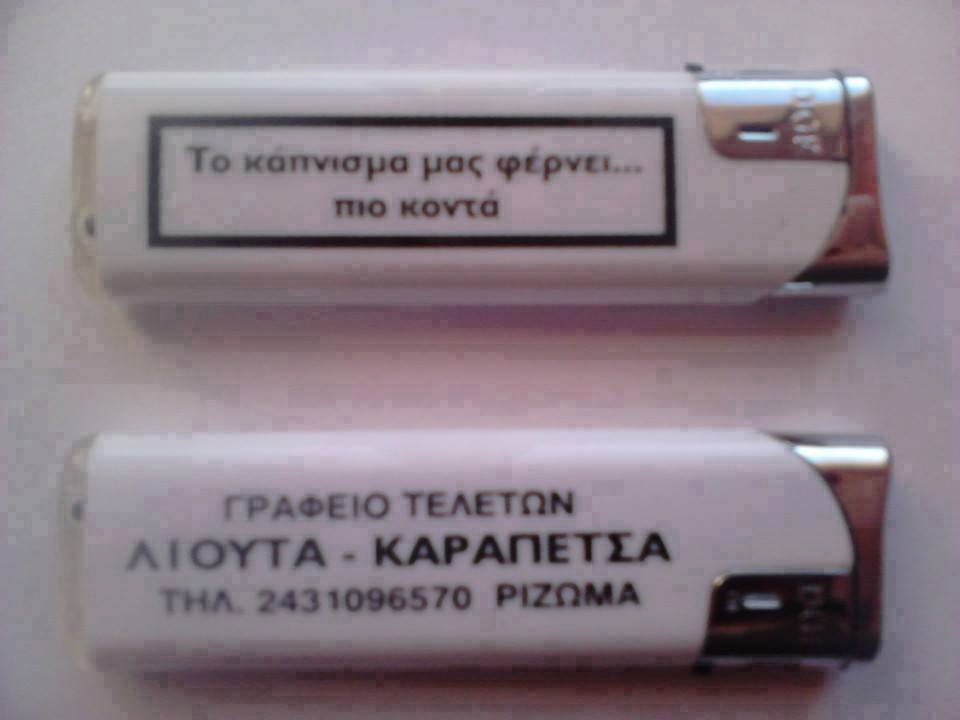 Το κάπνισμα μας φέρνει...
πιο κοντά
ΓΡΑΦΕΙΟ ΤΕΛΕΤΩΝ
ΛΙΟΥΤΑ - ΚΑΡΑΠΕΤΣΑ
ΤΗΛ. 2431096570 ΡΙΖΩΜΑ